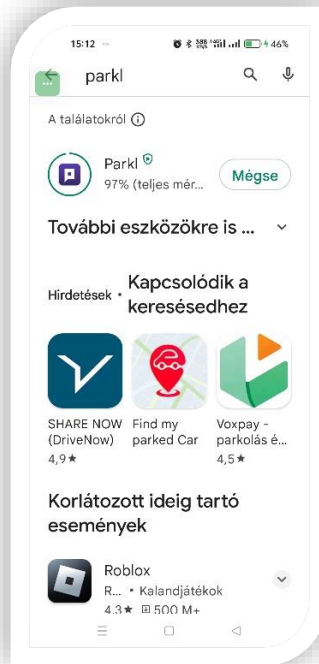 15:12
46%
parkl
A találatokról
Parkl
97% (teljes mér...
Mégse
További eszközökre is ...
Hirdetések • Kapcsolódik a
keresésedhez
SHARE NOW
(DriveNow)
4,9★
Find my
parked Car
Voxpay -
parkolás é...
4,5★
Korlátozott ideig tartó
események
Roblox
R... • Kalandjátékok
4.3★ 500 M+